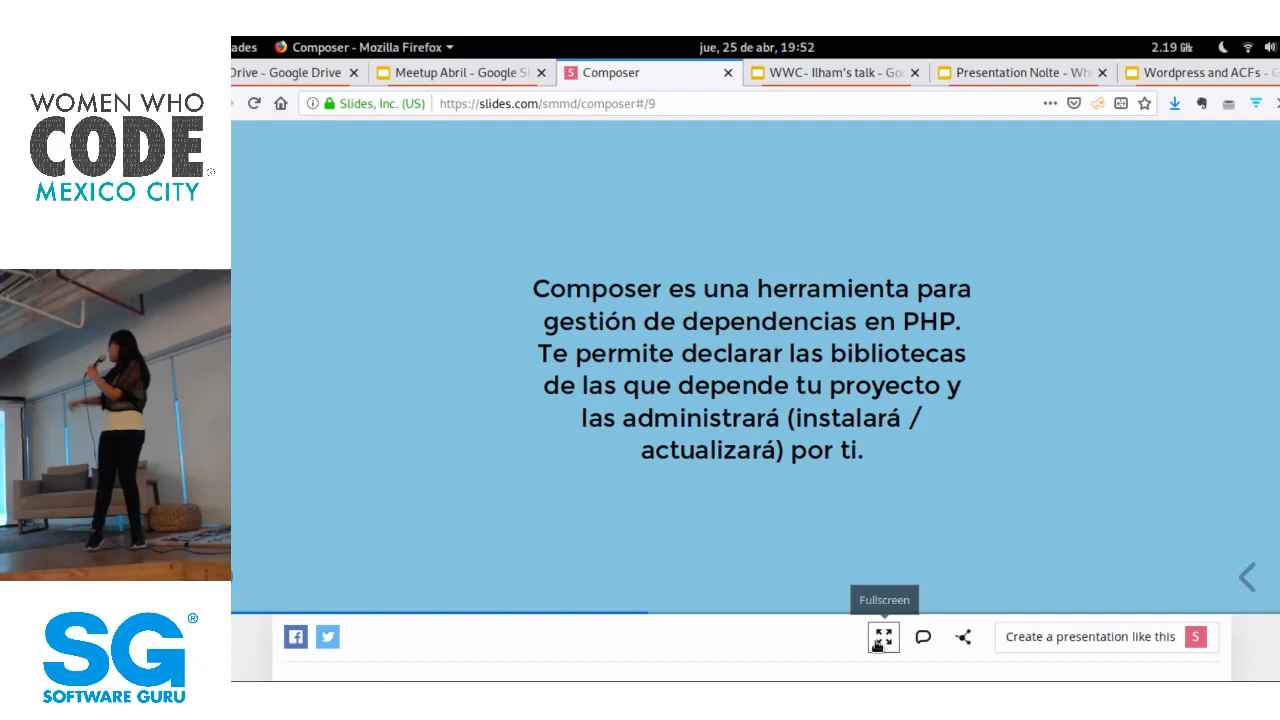 WOMEN WHO
CODE
MEXICO CITY
SG
SOFTWARE GURU
ades
Composer - Mozilla Firefox
jue, 25 de abr, 19:52
2.19 GHz
Drive - Google Drive
Meetup Abril - Google Sl
Composer
WWC- Ilham's talk - Goo
Presentation Nolte - Whe
Wordpress and ACFs - G
Slides, Inc. (US)
https://slides.com/smmd/composer#/9
Composer es una herramienta para
gestión de dependencias en PHP.
Te permite declarar las bibliotecas
de las que depende tu proyecto y
las administrará (instalará /
actualizará) por ti.
Fullscreen
Create a presentation like this
S